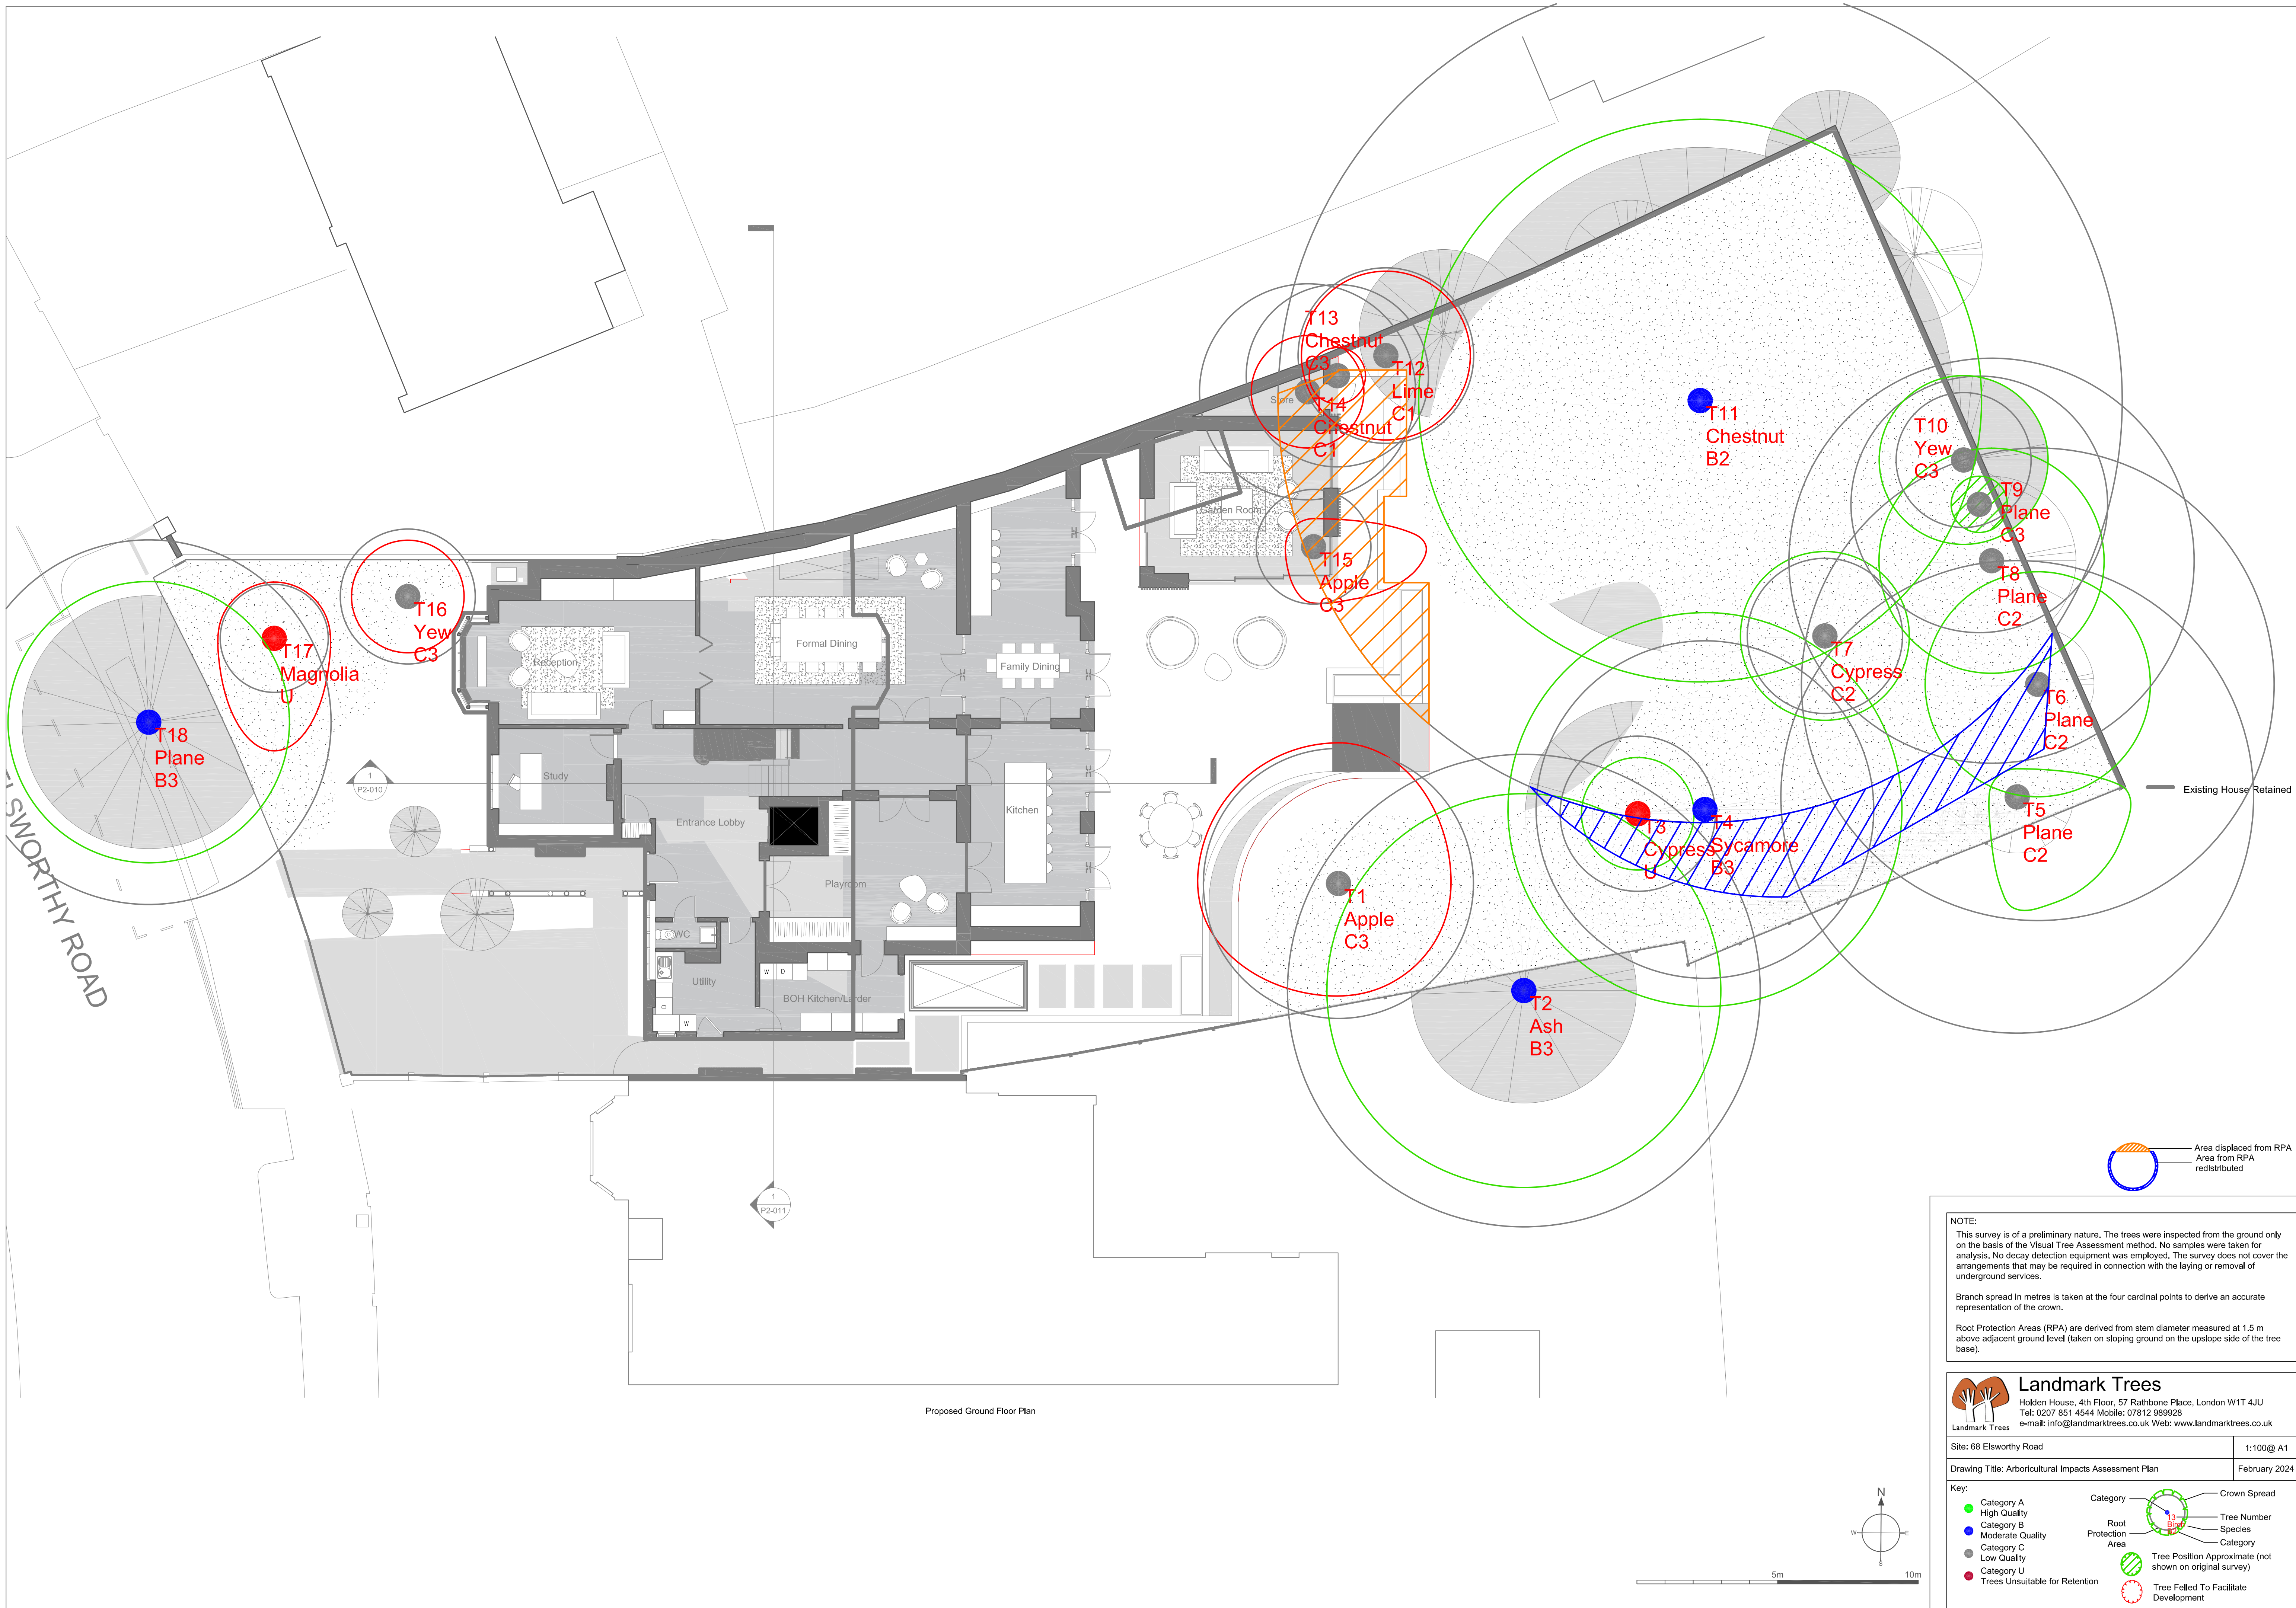 T13
Chestnut
C3
T12
Lime
C1
Store
T14
Chestnut
C1
T11
Chestnut
B2
T10
Yew
C3
T9
Plane
C3
T8
Plane
C2
T7
Cypress
C2
T6
Plane
C2
T5
Plane
C2
Existing House Retained
T4
Sycamore
B3
T3
Cypress
U
T2
Ash
B3
T1
Apple
C3
Garden Room
T15
Apple
C3
T16
Yew
C3
T17
Magnolia
U
T18
Plane
B3
ELSWORTHY ROAD
Reception
Formal Dining
Family Dining
Study
1
P2-010
Entrance Lobby
Kitchen
Playroom
WC
Utility
W
D
D
W
BOH Kitchen/Larder
1
P2-011
Proposed Ground Floor Plan
Area displaced from RPA
Area from RPA
redistributed
NOTE:
This survey is of a preliminary nature. The trees were inspected from the ground only
on the basis of the Visual Tree Assessment method. No samples were taken for
analysis. No decay detection equipment was employed. The survey does not cover the
arrangements that may be required in connection with the laying or removal of
underground services.
Branch spread in metres is taken at the four cardinal points to derive an accurate
representation of the crown.
Root Protection Areas (RPA) are derived from stem diameter measured at 1.5 m
above adjacent ground level (taken on sloping ground on the upslope side of the tree
base).
Landmark Trees
Landmark Trees
Holden House, 4th Floor, 57 Rathbone Place, London W1T 4JU
Tel: 0207 851 4544 Mobile: 07812 989928
e-mail: info@landmarktrees.co.uk Web: www.landmarktrees.co.uk
Site: 68 Elsworthy Road
1:100@ A1
Drawing Title: Arboricultural Impacts Assessment Plan
February 2024
Key:
Category A
High Quality
Category B
Moderate Quality
Category C
Low Quality
Category U
Trees Unsuitable for Retention
Category
Root
Protection
Area
13
Birch
Crown Spread
Tree Number
Species
Category
Tree Position Approximate (not
shown on original survey)
Tree Felled To Facilitate
Development
N
W
E
S
5m
10m